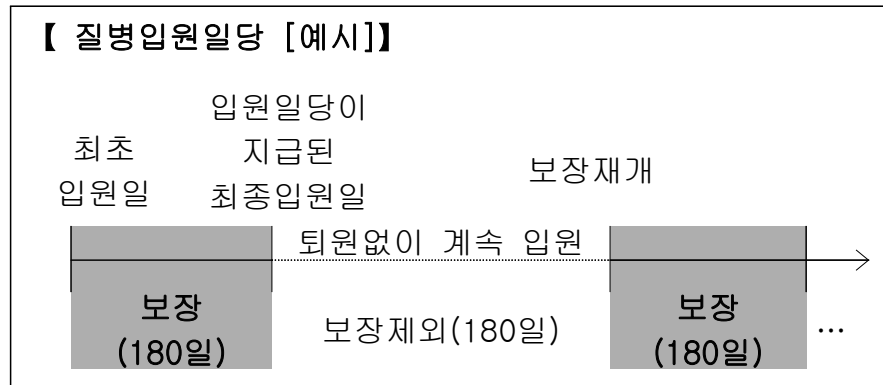 【 질병입원일당 [예시]】
입원일당이
최초
지급된
보장재개
입원일
최종입원일
퇴원없이 계속 입원
보장
(180일)
보장제외(180일)
보장
(180일)
…